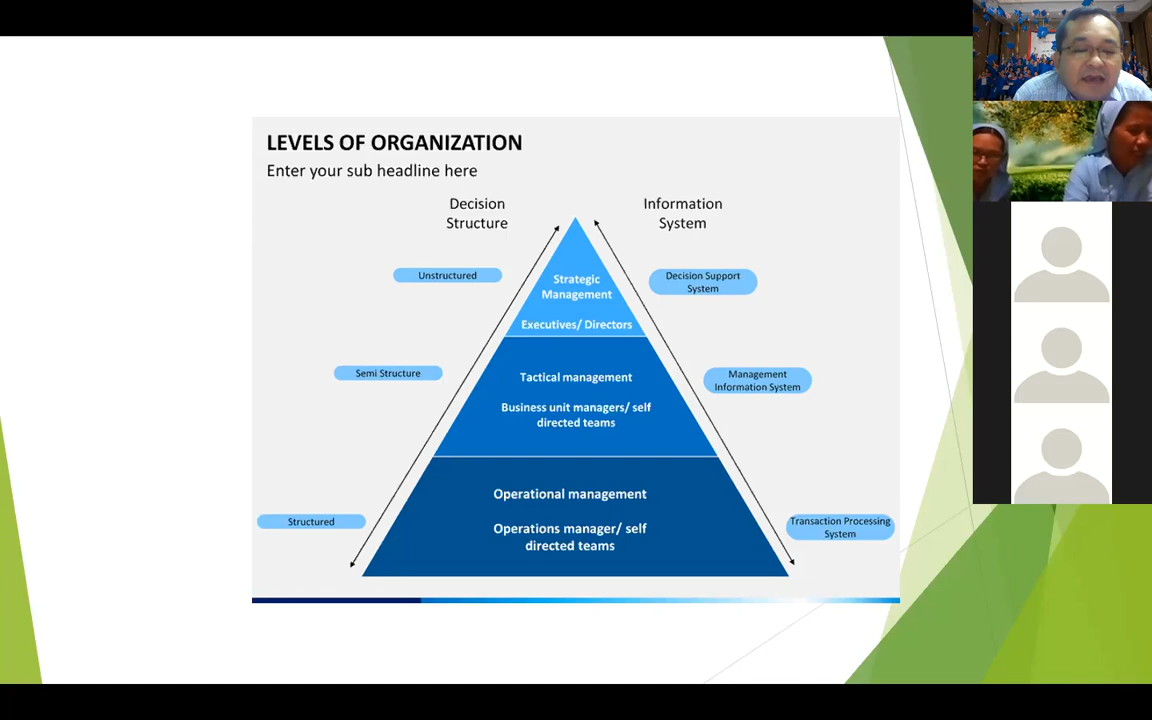 LEVELS OF ORGANIZATION
Enter your sub headline here
Decision
Structure
Information
System
Unstructured
Strategic
Management
Executives/ Directors
Decision Support
System
Semi Structure
Tactical management
Business unit managers/ self
directed teams
Management
Information System
Structured
Operational management
Operations manager/ self
directed teams
Transaction Processing
System